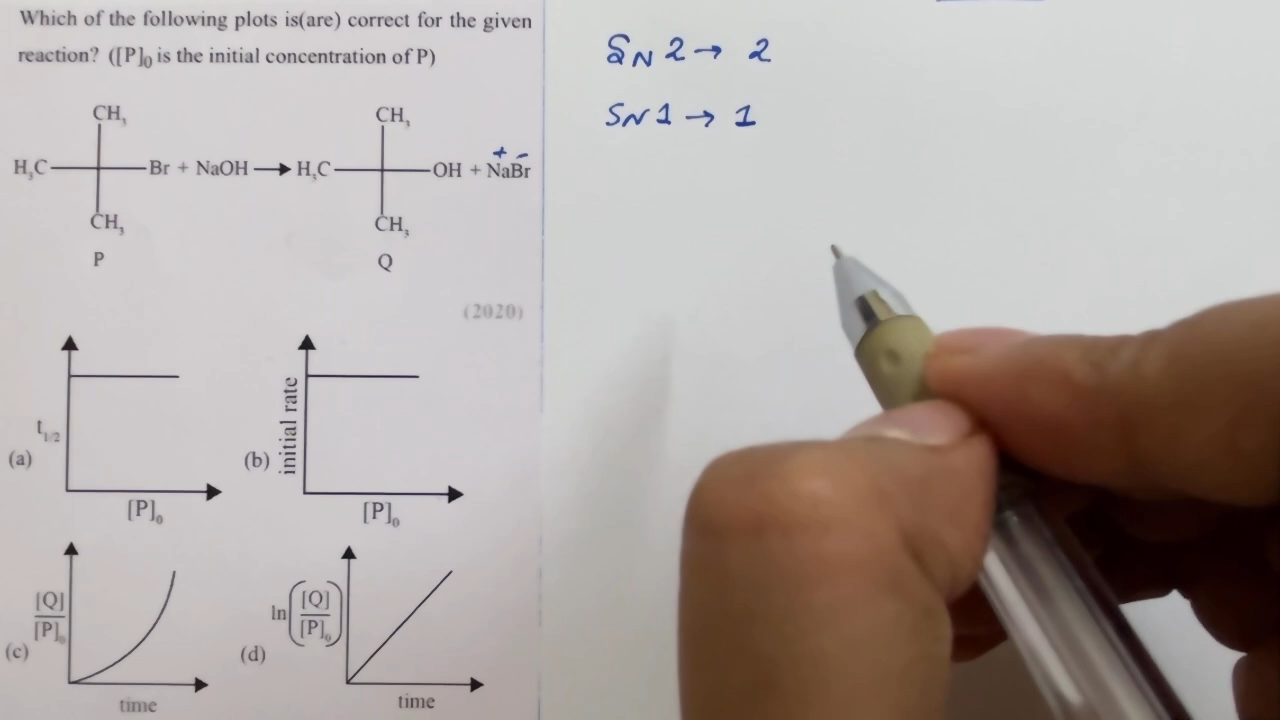 Which of the following plots is(are) correct for the given
reaction? ([P]₀ is the initial concentration of P)
CH₃ CH₃
H₃C Br + NaOH → H₃C OH + NaBr
+ -
CH₃ CH₃
P Q
(2020)
(a) t₁/₂ [P]₀
(b) initial rate [P]₀
(c) [Q]/[P]₀ time
(d) ln([Q]/[P]₀) time
SN2 → 2
SN1 → 1